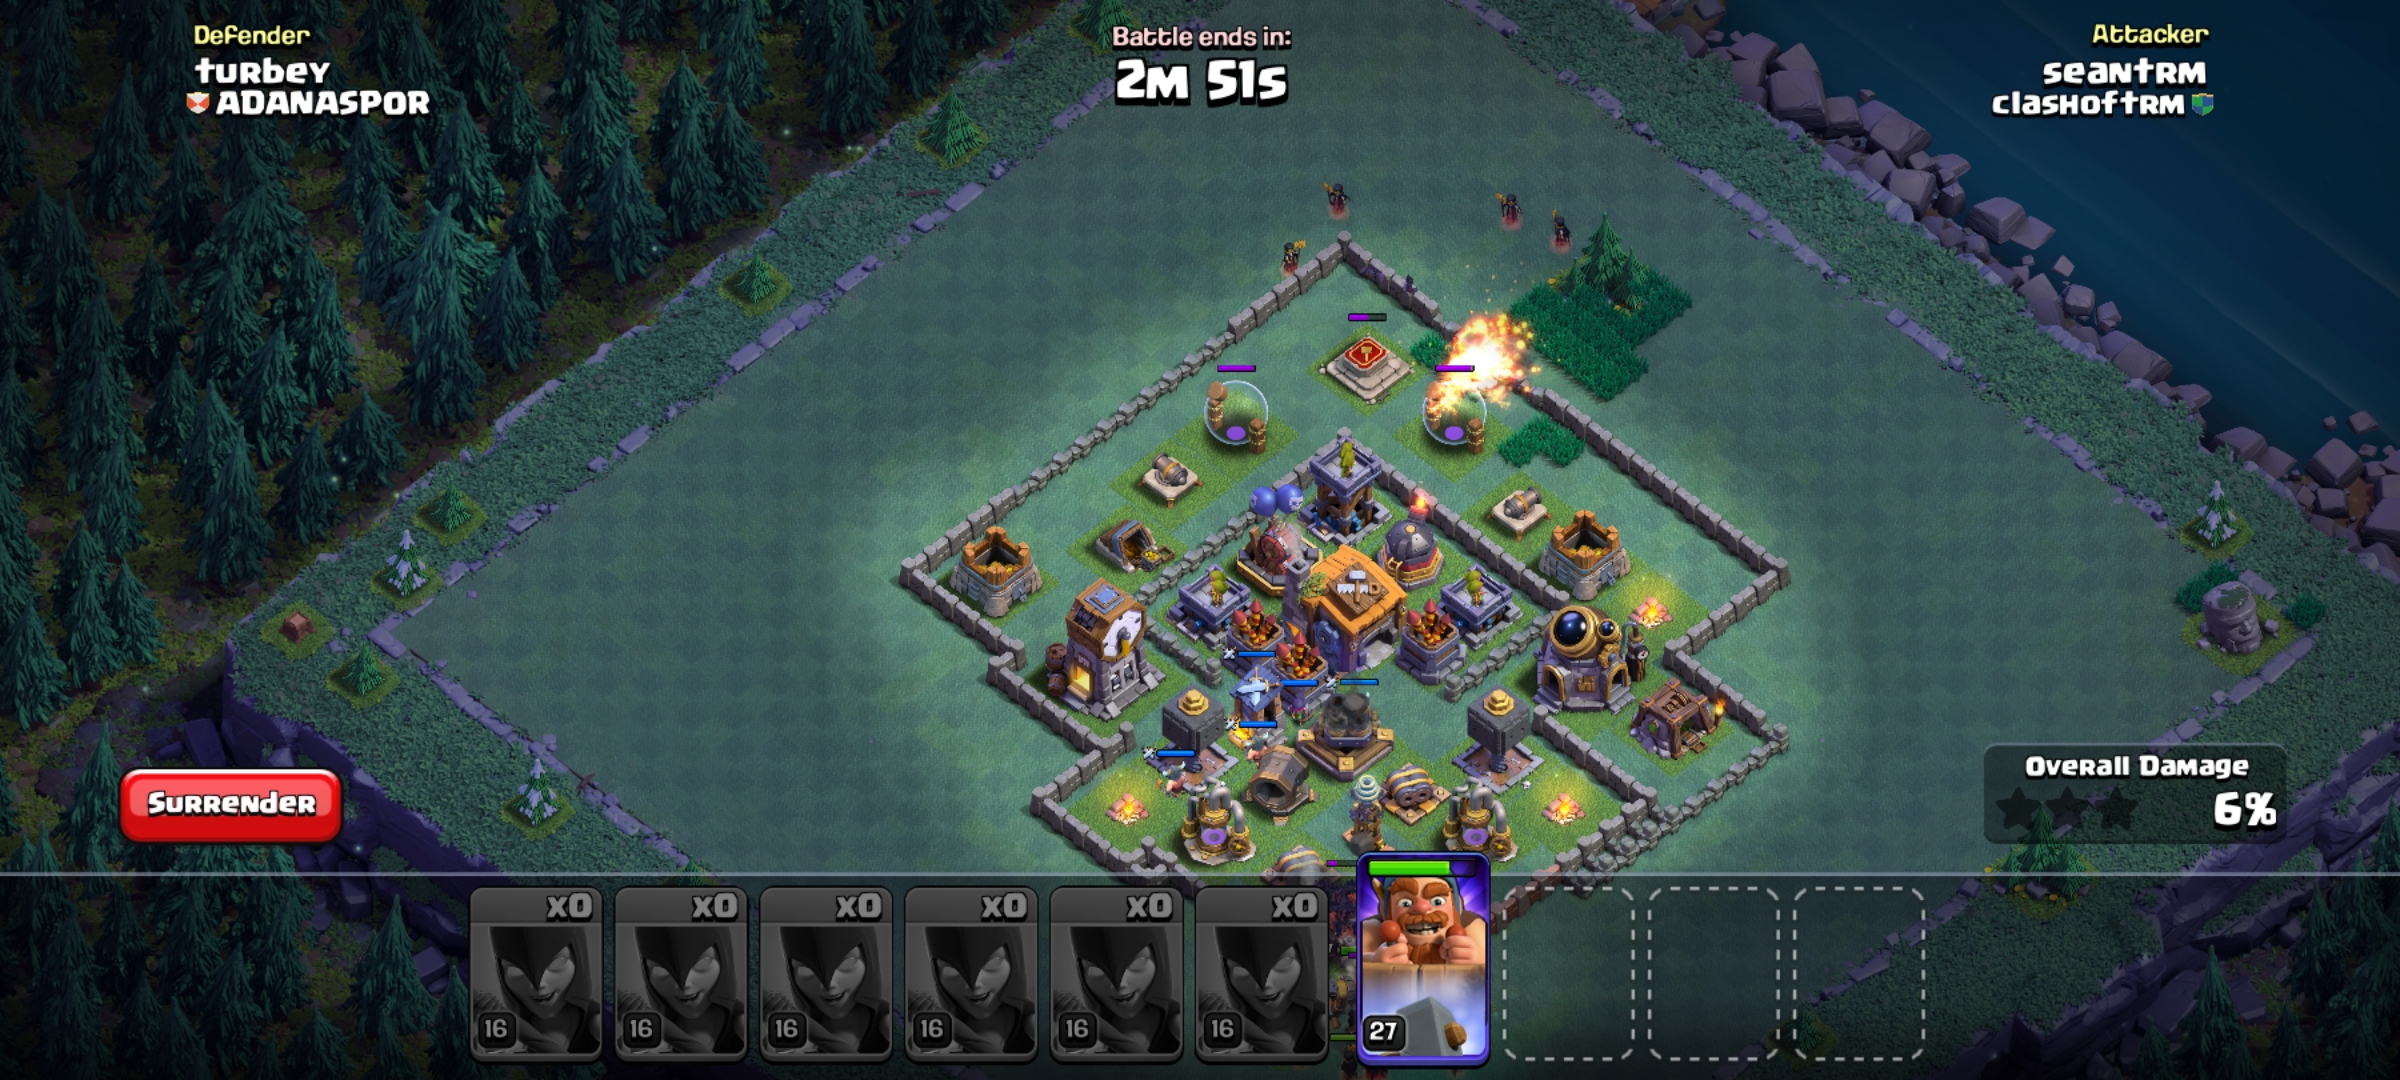 Defender
turbey
ADANASPOR
Battle ends in:
2M 51s
Attacker
seantrm
clashoftrm
Surrender
Overall Damage
6%
x0
x0
x0
x0
x0
x0
16
16
16
16
16
16
27